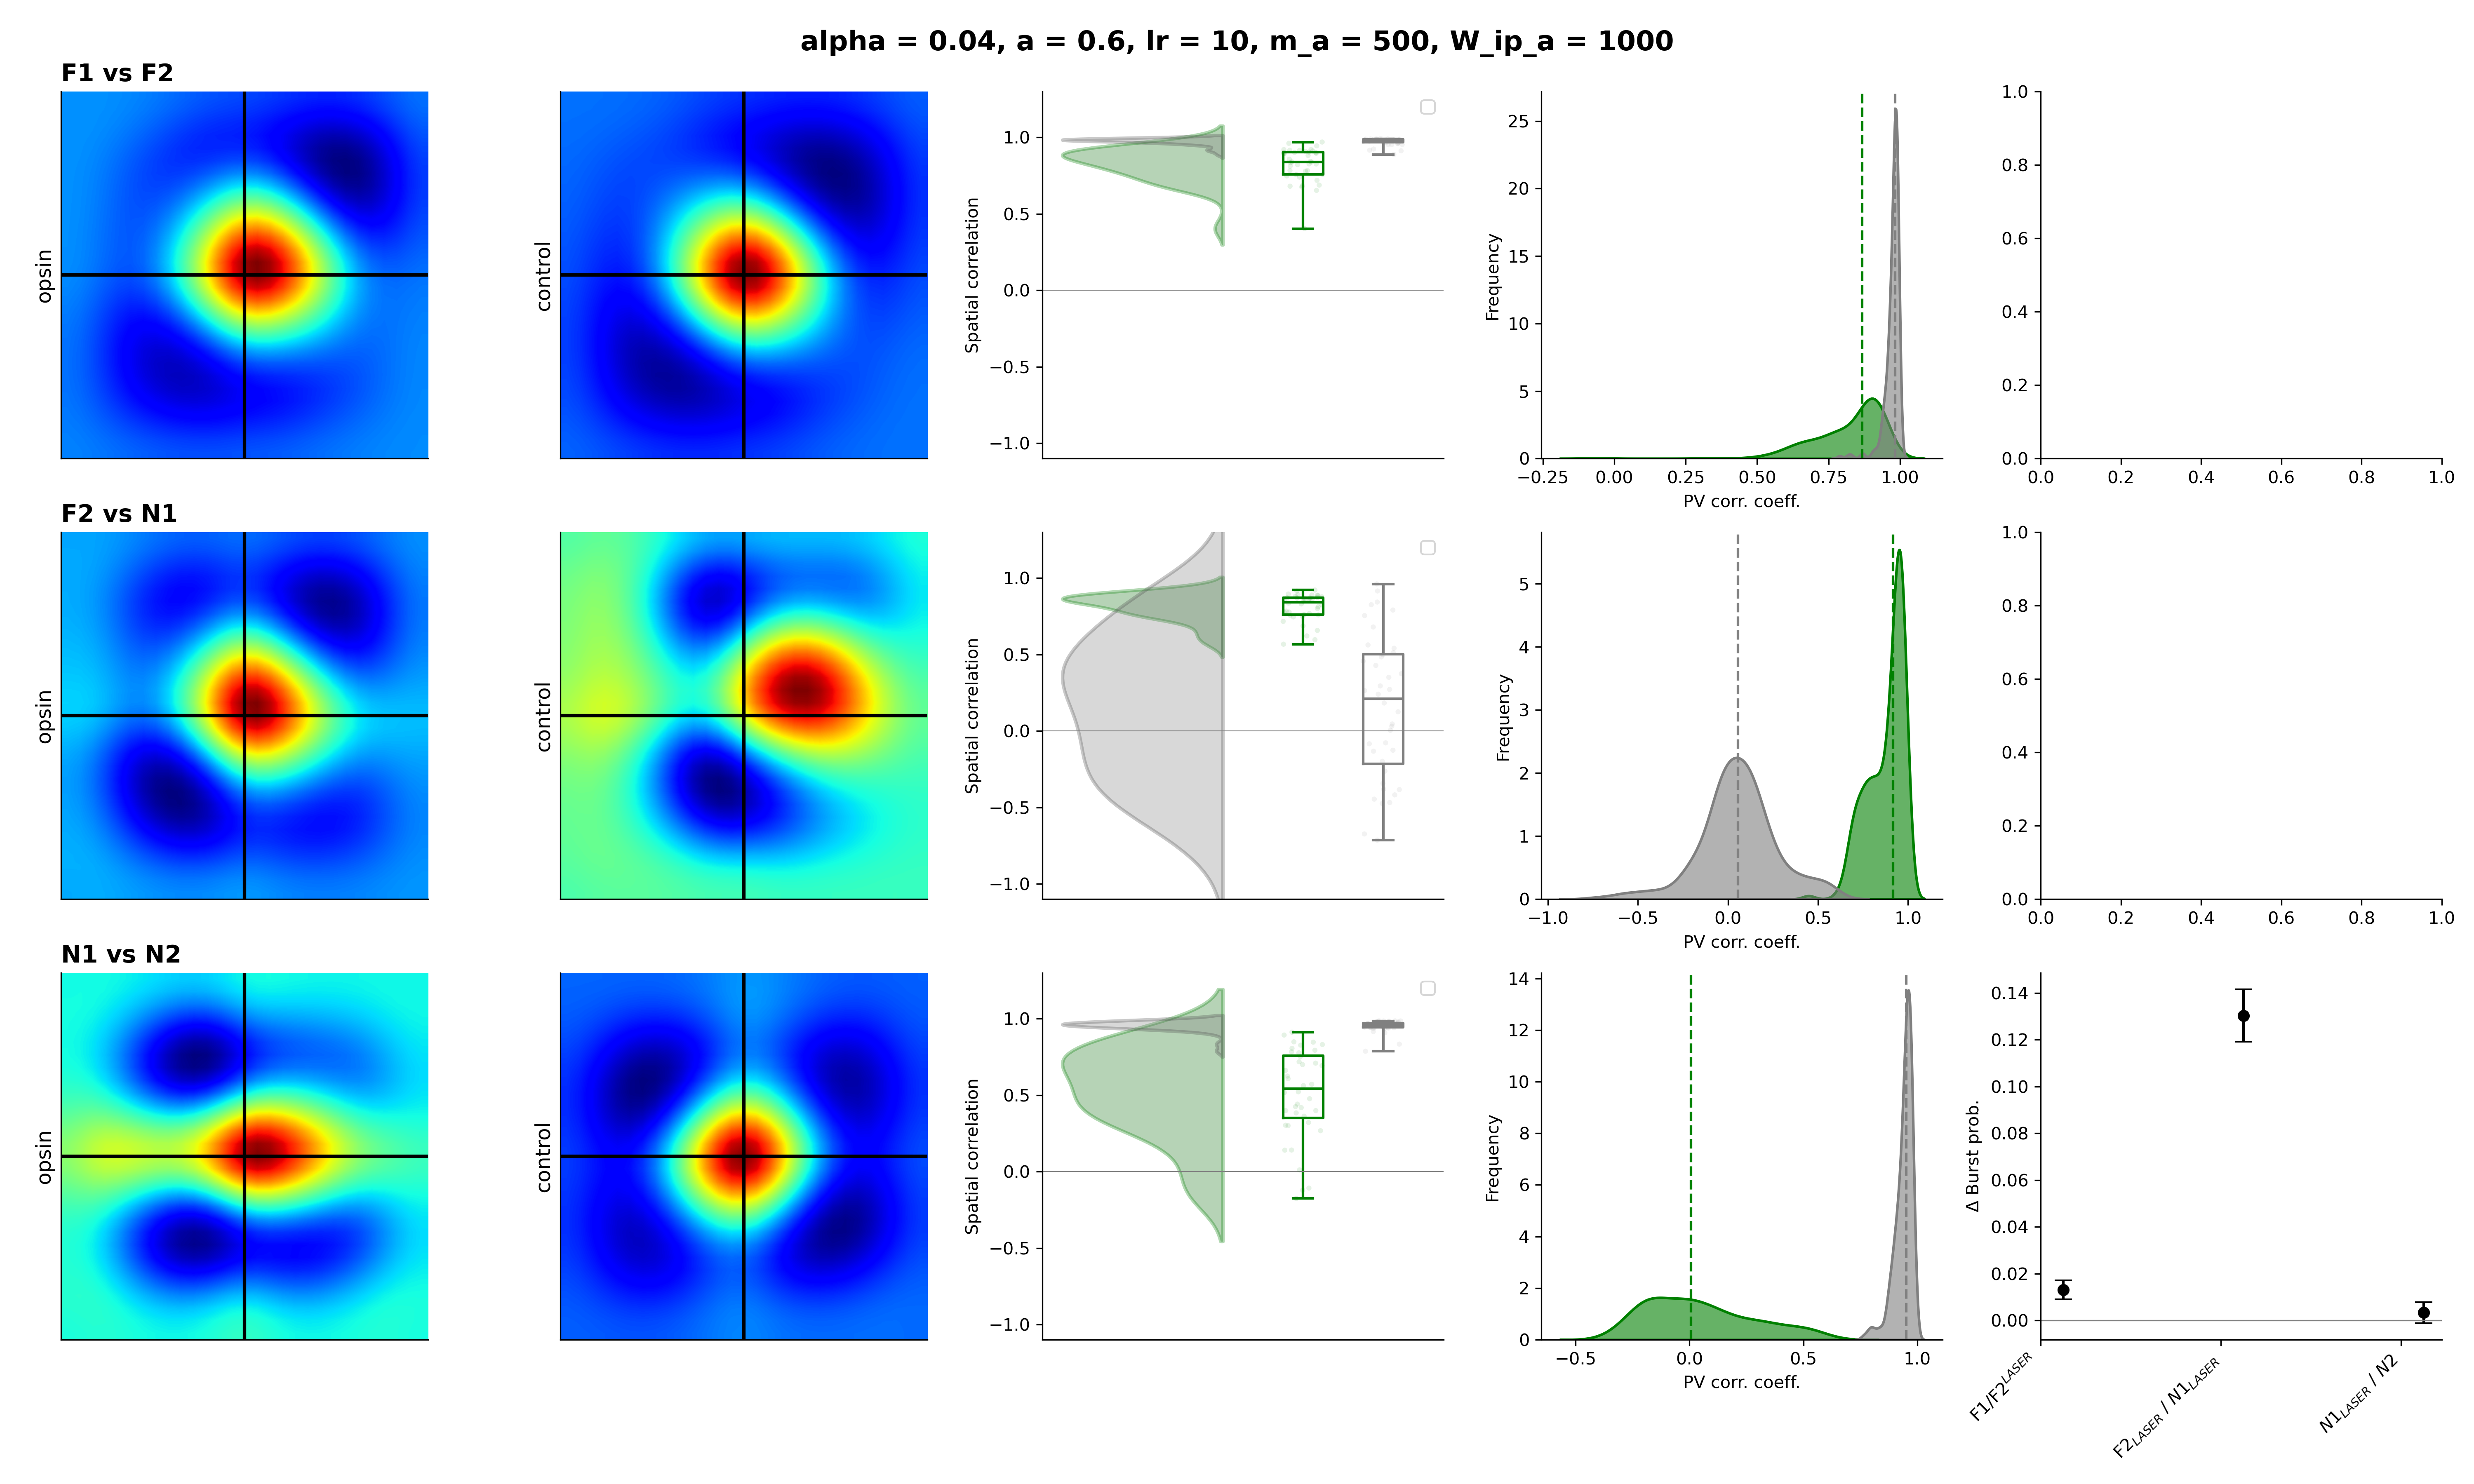 alpha = 0.04, a = 0.6, lr = 10, m_a = 500, W_ip_a = 1000
F1 vs F2
opsin
control
Spatial correlation
1.0
0.5
0.0
−0.5
−1.0
Frequency
25
20
15
10
5
0
−0.25 0.00 0.25 0.50 0.75 1.00
PV corr. coeff.
1.0
0.8
0.6
0.4
0.2
0.0
0.0 0.2 0.4 0.6 0.8 1.0
F2 vs N1
opsin
control
Spatial correlation
1.0
0.5
0.0
−0.5
−1.0
Frequency
5
4
3
2
1
0
−1.0 −0.5 0.0 0.5 1.0
PV corr. coeff.
1.0
0.8
0.6
0.4
0.2
0.0
0.0 0.2 0.4 0.6 0.8 1.0
N1 vs N2
opsin
control
Spatial correlation
1.0
0.5
0.0
−0.5
−1.0
Frequency
14
12
10
8
6
4
2
0
−0.5 0.0 0.5 1.0
PV corr. coeff.
Δ Burst prob.
0.14
0.12
0.10
0.08
0.06
0.04
0.02
0.00
F1/F2LASER
F2LASER / N1LASER
N1LASER / N2